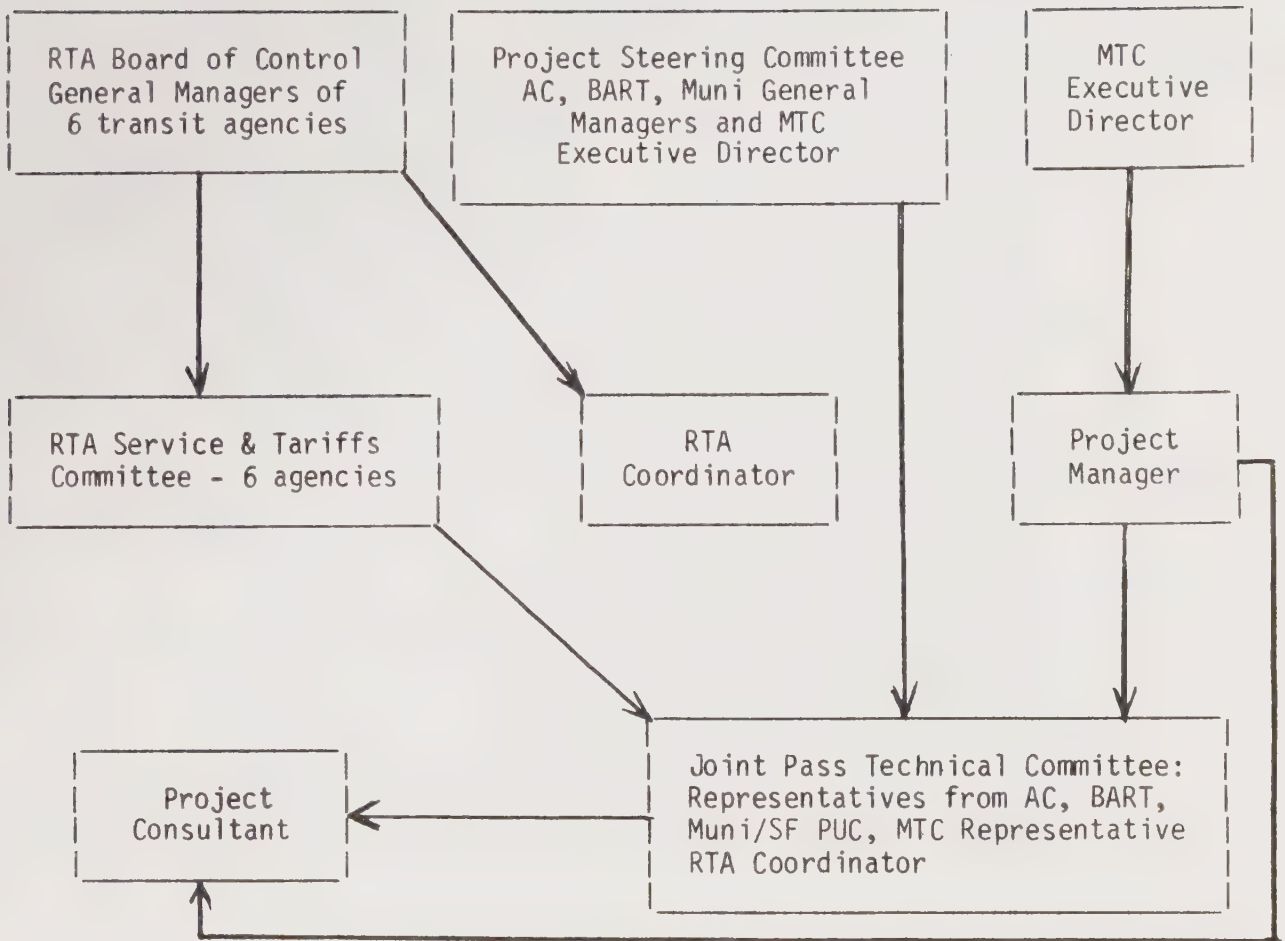 RTA Board of Control
General Managers of
6 transit agencies
Project Steering Committee
AC, BART, Muni General
Managers and MTC
Executive Director
MTC
Executive
Director
RTA Service & Tariffs
Committee - 6 agencies
RTA
Coordinator
Project
Manager
Project
Consultant
Joint Pass Technical Committee:
Representatives from AC, BART,
Muni/SF PUC, MTC Representative
RTA Coordinator